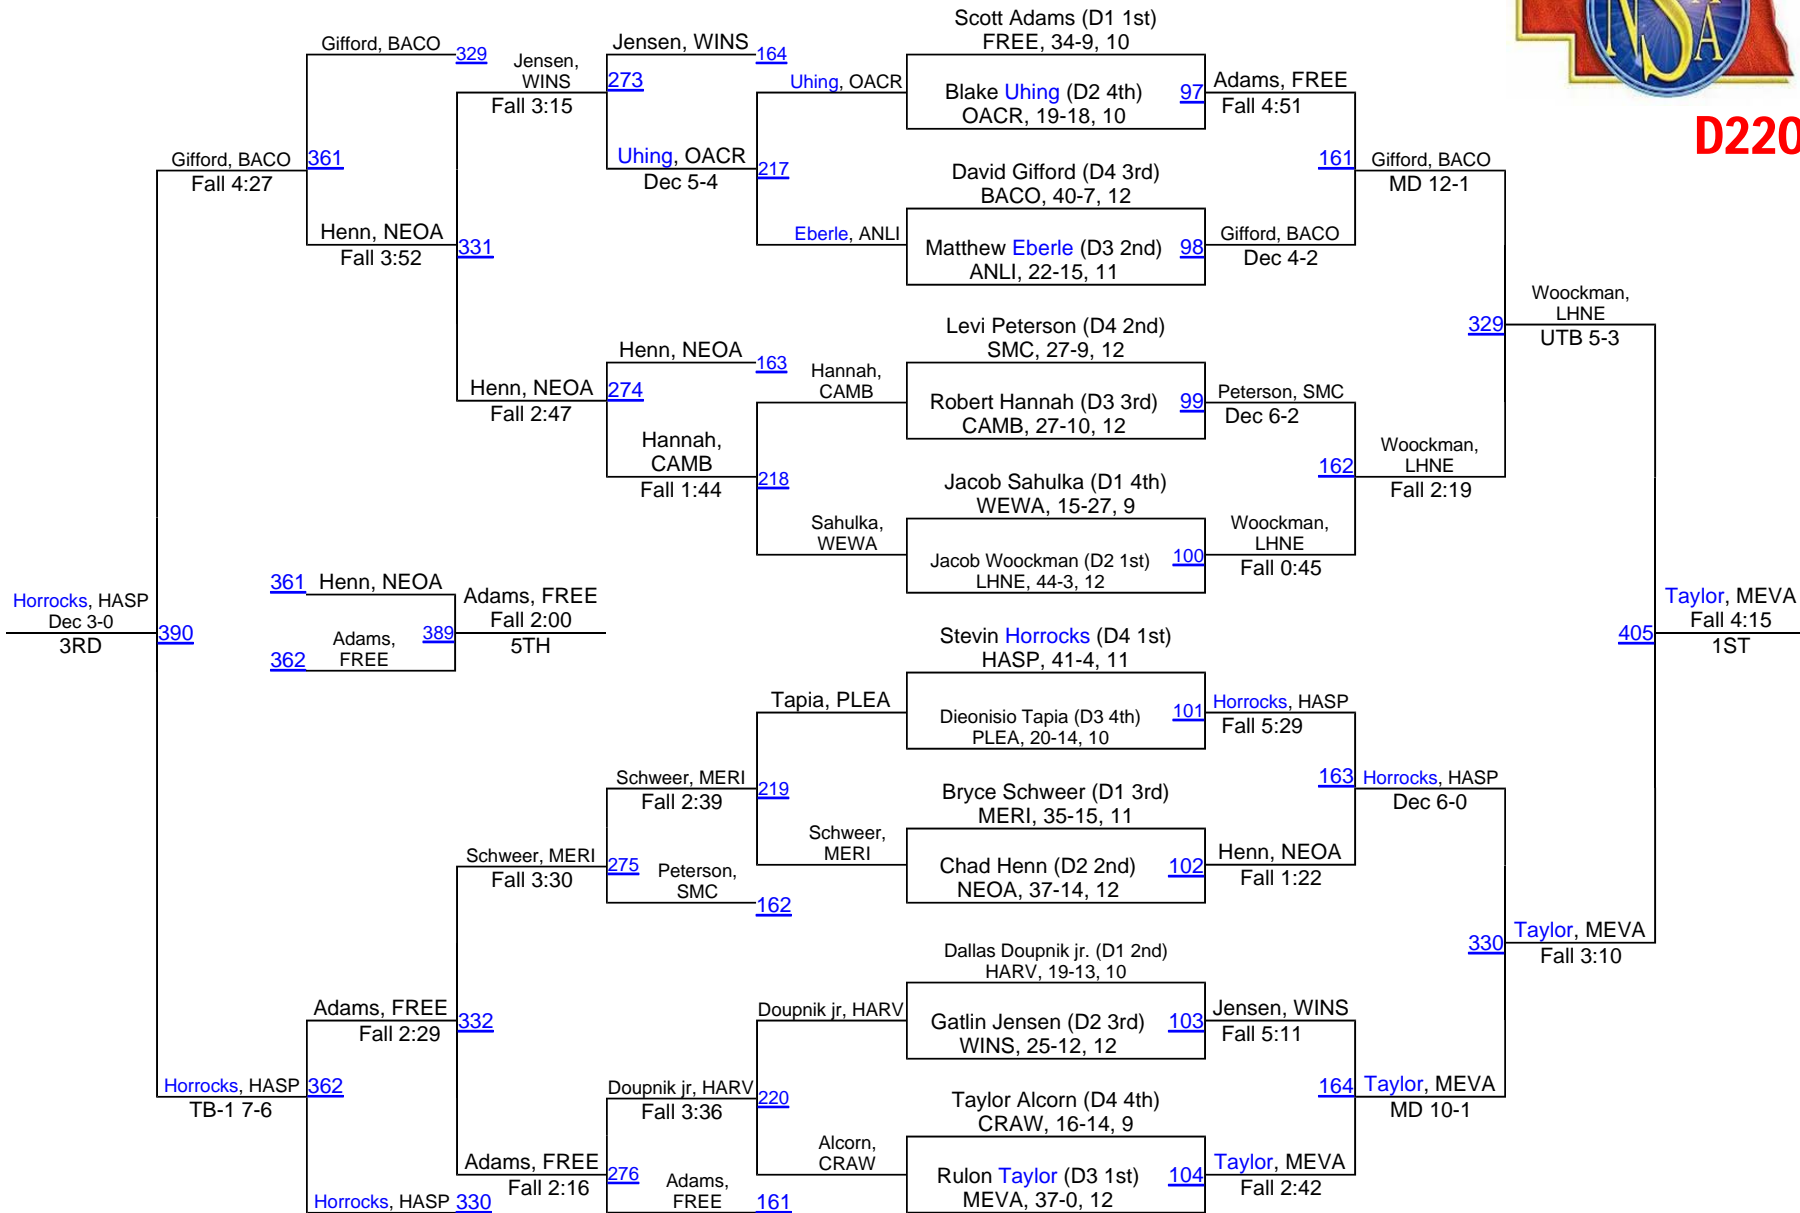 Scott Adams (D1 1st)
FREE, 34-9, 10
Gifford, BACO
329
Jensen,
WINS
Fall 3:15
Jensen, WINS
164
273
Uhing, OACR
Blake Uhing (D2 4th)
OACR, 19-18, 10
97
Adams, FREE
Fall 4:51
NSAA
D220
Gifford, BACO
Fall 4:27
361
Uhing, OACR
Dec 5-4
217
David Gifford (D4 3rd)
BACO, 40-7, 12
161
Gifford, BACO
MD 12-1
Henn, NEOA
Fall 3:52
331
Eberle, ANLI
Matthew Eberle (D3 2nd)
ANLI, 22-15, 11
98
Gifford, BACO
Dec 4-2
Levi Peterson (D4 2nd)
SMC, 27-9, 12
329
Woockman,
LHNE
UTB 5-3
Henn, NEOA
163
Henn, NEOA
Fall 2:47
274
Hannah,
CAMB
Robert Hannah (D3 3rd)
CAMB, 27-10, 12
99
Peterson, SMC
Dec 6-2
Hannah,
CAMB
Fall 1:44
218
Jacob Sahulka (D1 4th)
WEWA, 15-27, 9
162
Woockman,
LHNE
Fall 2:19
Sahulka,
WEWA
Jacob Woockman (D2 1st)
LHNE, 44-3, 12
100
Woockman,
LHNE
Fall 0:45
361
Henn, NEOA
Horrocks, HASP
Dec 3-0
3RD
390
Adams,
FREE
362
389
Adams, FREE
Fall 2:00
5TH
Stevin Horrocks (D4 1st)
HASP, 41-4, 11
405
Taylor, MEVA
Fall 4:15
1ST
Tapia, PLEA
Dieonisio Tapia (D3 4th)
PLEA, 20-14, 10
101
Horrocks, HASP
Fall 5:29
Schweer, MERI
Fall 2:39
219
Bryce Schweer (D1 3rd)
MERI, 35-15, 11
163
Horrocks, HASP
Dec 6-0
Schweer, MERI
Fall 3:30
275
Peterson,
SMC
162
Schweer,
MERI
Chad Henn (D2 2nd)
NEOA, 37-14, 12
102
Henn, NEOA
Fall 1:22
Dallas Doupnik jr. (D1 2nd)
HARV, 19-13, 10
330
Taylor, MEVA
Fall 3:10
Adams, FREE
Fall 2:29
332
Doupnik jr, HARV
Gatlin Jensen (D2 3rd)
WINS, 25-12, 12
103
Jensen, WINS
Fall 5:11
Horrocks, HASP
TB-1 7-6
362
Doupnik jr, HARV
Fall 3:36
220
Taylor Alcorn (D4 4th)
CRAW, 16-14, 9
164
Taylor, MEVA
MD 10-1
Adams, FREE
Fall 2:16
276
Alcorn,
CRAW
Rulon Taylor (D3 1st)
MEVA, 37-0, 12
104
Taylor, MEVA
Fall 2:42
Horrocks, HASP
330
Adams,
FREE
161